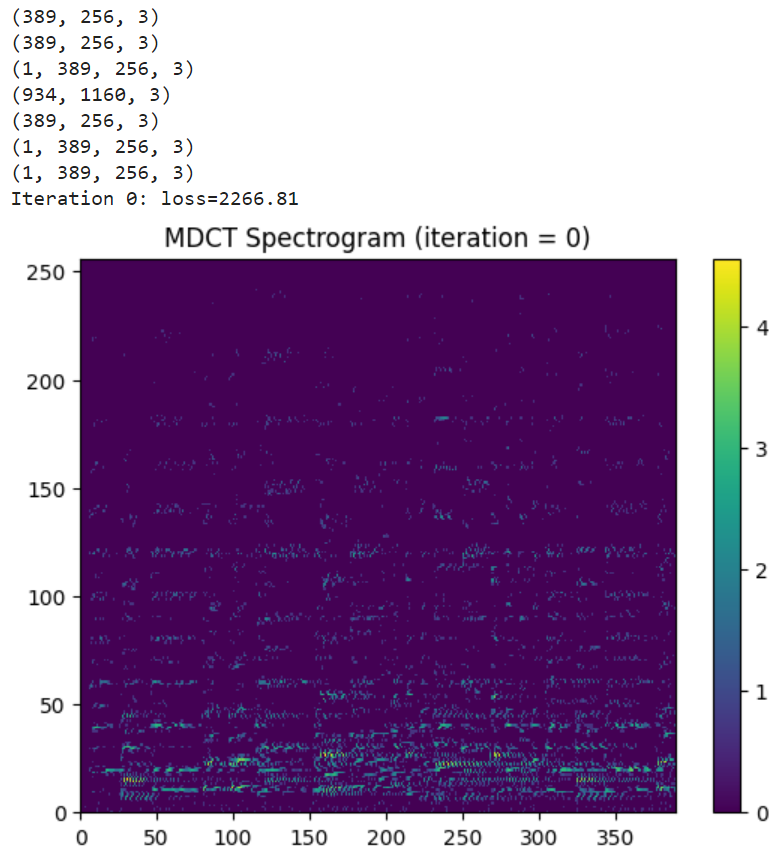 (389, 256, 3)
(389, 256, 3)
(1, 389, 256, 3)
(934, 1160, 3)
(389, 256, 3)
(1, 389, 256, 3)
(1, 389, 256, 3)
Iteration 0: loss=2266.81
MDCT Spectrogram (iteration = 0)
250
200
150
100
50
0
0 50 100 150 200 250 300 350
4
3
2
1
0